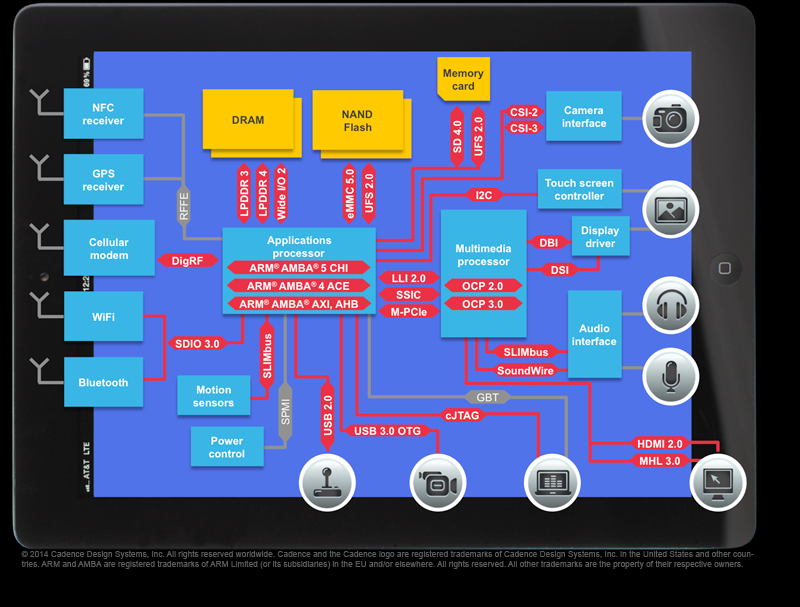 69%
Memory
card
NFC
receiver
DRAM
NAND
Flash
SD 4.0
UFS 2.0
CSI-2
CSI-3
Camera
interface
GPS
receiver
LPDDR 3
LPDDR 4
Wide I/O 2
eMMC 5.0
UFS 2.0
I2C
Touch screen
controller
RFFE
Cellular
modem
DigRF
Applications
processor
ARM® AMBA® 5 CHI
ARM® AMBA® 4 ACE
ARM® AMBA® AXI, AHB
LLI 2.0
SSIC
M-PCIe
Multimedia
processor
OCP 2.0
OCP 3.0
DBI
DSI
Display
driver
WiFi
SDIO 3.0
SLIMbus
Audio
interface
SLIMbus
SoundWire
Bluetooth
Motion
sensors
SPMI
USB 2.0
GBT
cJTAG
USB 3.0 OTG
Power
control
HDMI 2.0
MHL 3.0
AT&T LTE
© 2014 Cadence Design Systems, Inc. All rights reserved worldwide. Cadence and the Cadence logo are registered trademarks of Cadence Design Systems, Inc. in the United States and other coun-
tries. ARM and AMBA are registered trademarks of ARM Limited (or its subsidiaries) in the EU and/or elsewhere. All rights reserved. All other trademarks are the property of their respective owners.